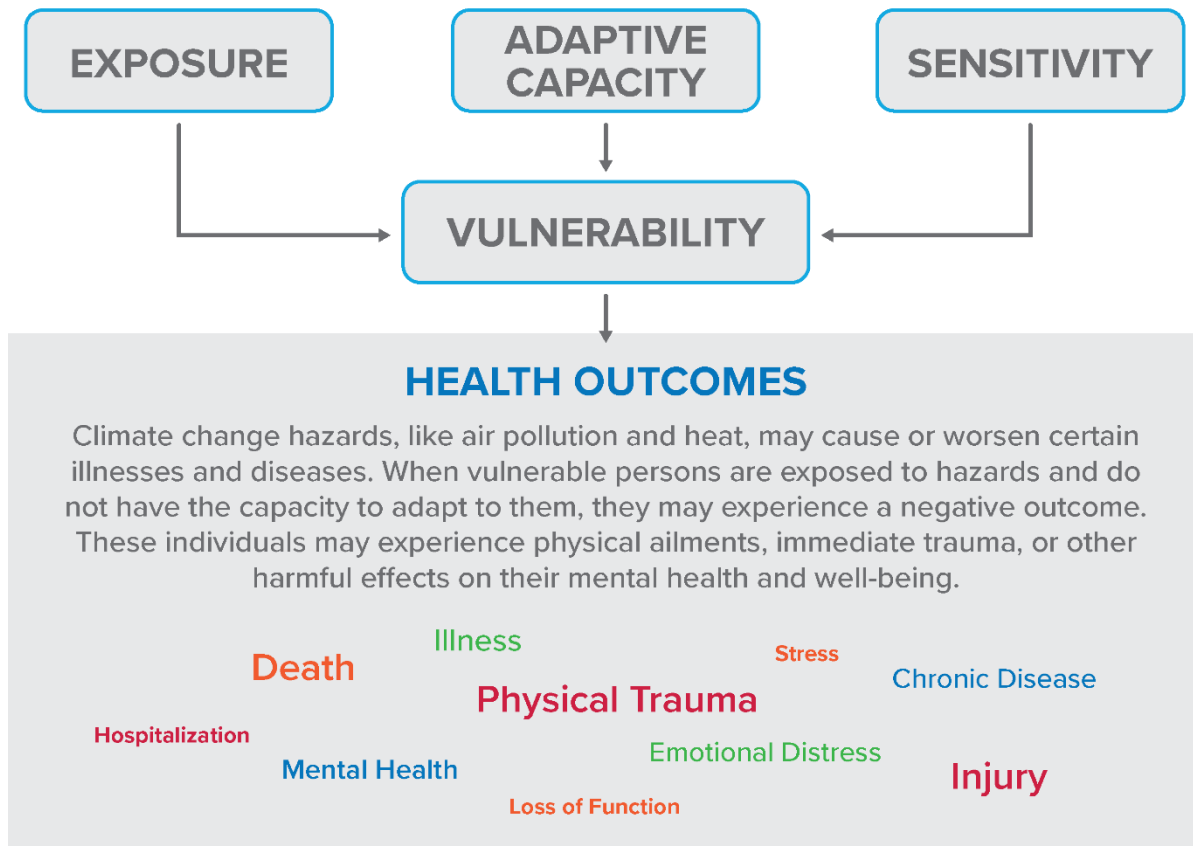 EXPOSURE
ADAPTIVE
CAPACITY
SENSITIVITY
VULNERABILITY
HEALTH OUTCOMES
Climate change hazards, like air pollution and heat, may cause or worsen certain
illnesses and diseases. When vulnerable persons are exposed to hazards and do
not have the capacity to adapt to them, they may experience a negative outcome.
These individuals may experience physical ailments, immediate trauma, or other
harmful effects on their mental health and well-being.
Illness
Death
Stress
Chronic Disease
Physical Trauma
Hospitalization
Emotional Distress
Mental Health
Injury
Loss of Function